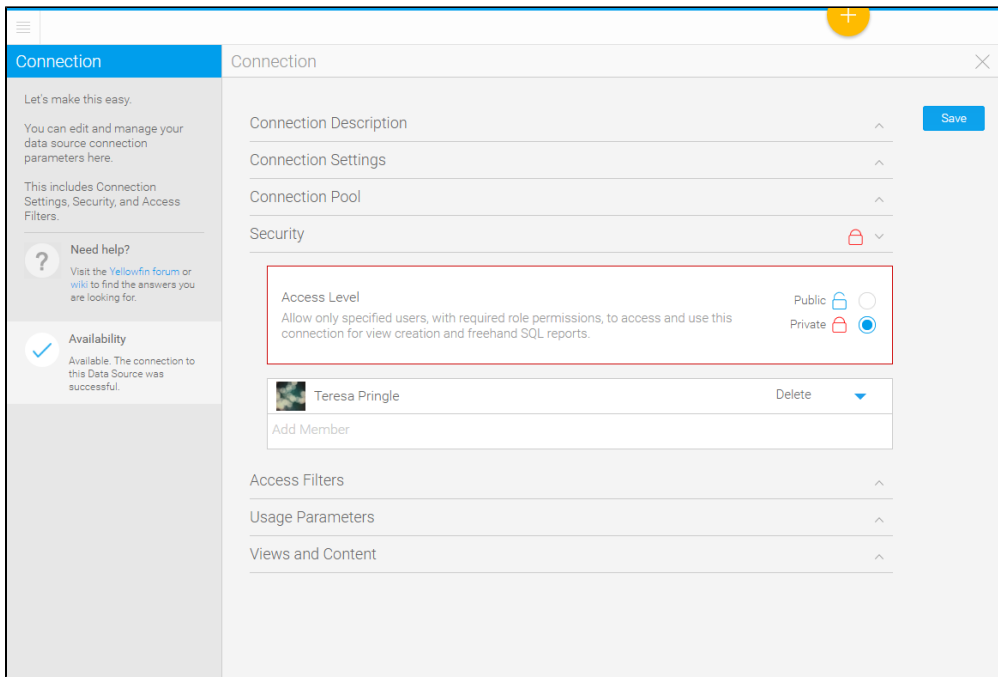 +
Connection
Connection
Let's make this easy.
You can edit and manage your
data source connection
parameters here.
This includes Connection
Settings, Security, and Access
Filters.
?
Need help?
Visit the Yellowfin forum or
wiki to find the answers you
are looking for.
Availability
Available. The connection to
this Data Source was
successful.
Save
Connection Description
Connection Settings
Connection Pool
Security
Access Level
Allow only specified users, with required role permissions, to access and use this
connection for view creation and freehand SQL reports.
Public
Private
Teresa Pringle
Delete
Add Member
Access Filters
Usage Parameters
Views and Content